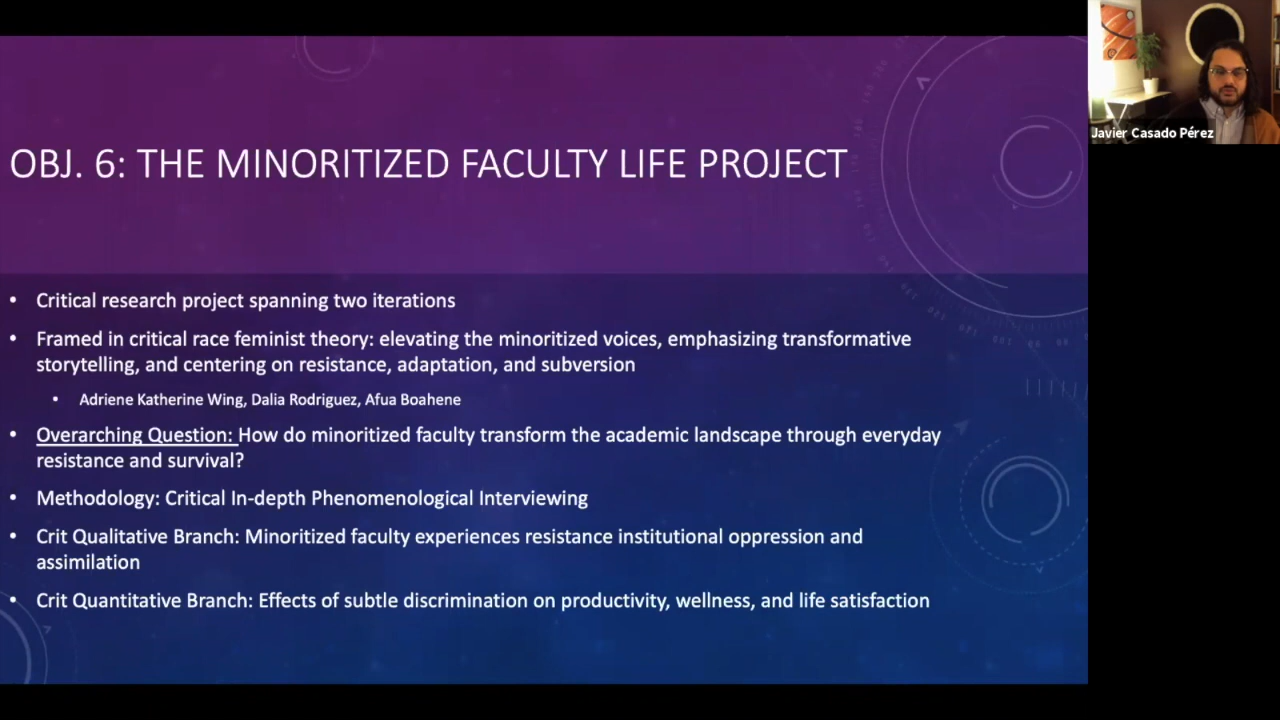 OBJ. 6: THE MINORITIZED FACULTY LIFE PROJECT
• Critical research project spanning two iterations
• Framed in critical race feminist theory: elevating the minoritized voices, emphasizing transformative
storytelling, and centering on resistance, adaptation, and subversion
• Adriene Katherine Wing, Dalia Rodriguez, Afua Boahene
• Overarching Question: How do minoritized faculty transform the academic landscape through everyday
resistance and survival?
• Methodology: Critical In-depth Phenomenological Interviewing
• Crit Qualitative Branch: Minoritized faculty experiences resistance institutional oppression and
assimilation
• Crit Quantitative Branch: Effects of subtle discrimination on productivity, wellness, and life satisfaction
Javier Casado Pérez